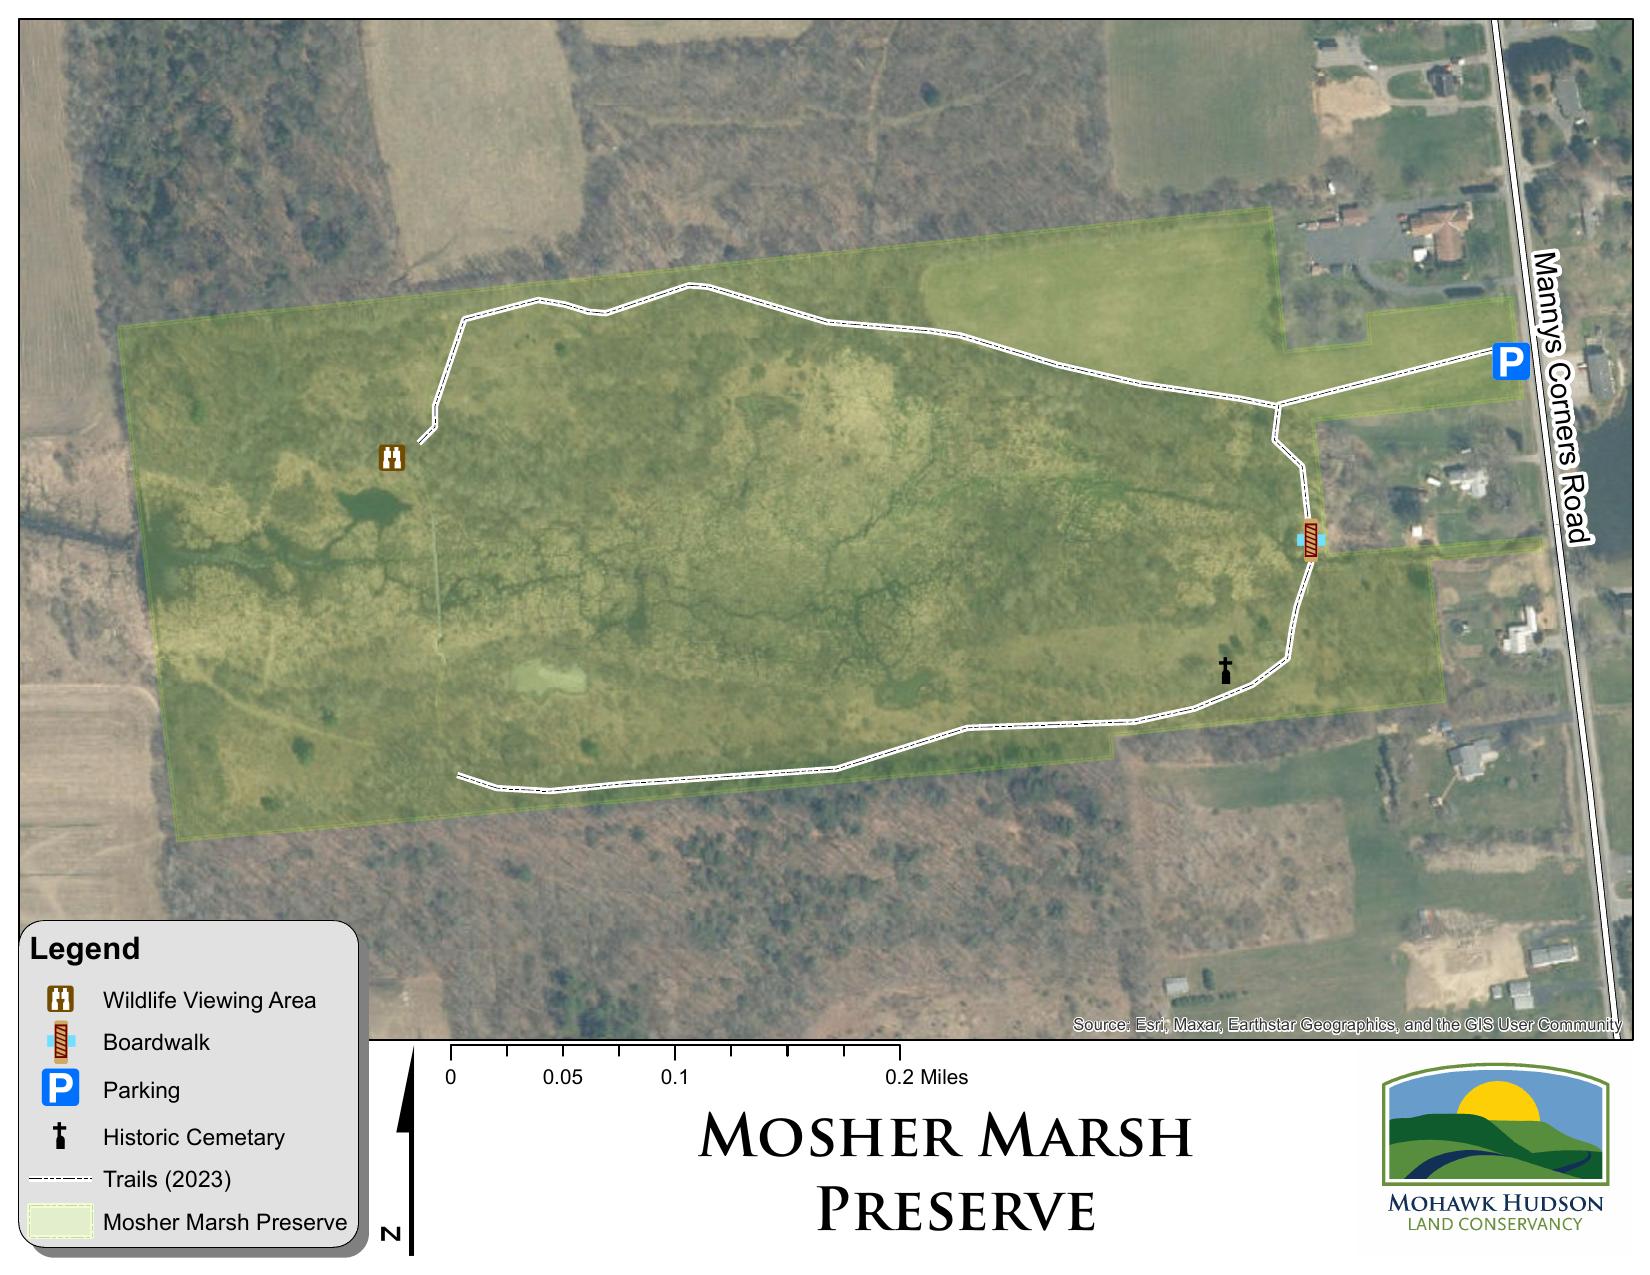 Mannys Corners Road
P
Source: Esri, Maxar, Earthstar Geographics, and the GIS User Community
Legend
Wildlife Viewing Area
Boardwalk
P Parking
Historic Cemetary
Trails (2023)
Mosher Marsh Preserve
N
0 0.05 0.1 0.2 Miles
MOSHER MARSH
PRESERVE
MOHAWK HUDSON
LAND CONSERVANCY